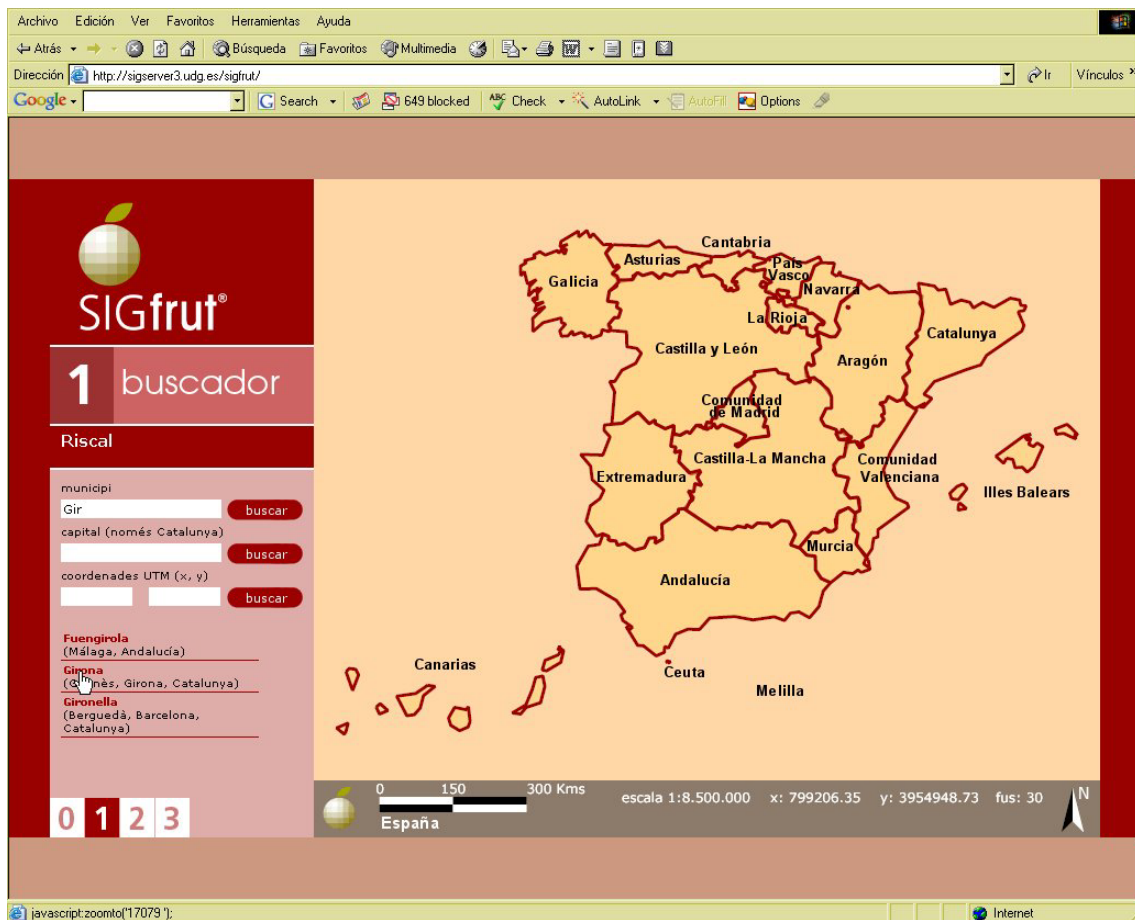 Archivo Edición Ver Favoritos Herramientas Ayuda
Atrás Búsqueda Favoritos Multimedia
Dirección http://sigserver3.udg.es/sigfrut/ Ir Vínculos »
Google Search 649 blocked ABC Check AutoLink AutoFill Options
SIGfrut®
1 buscador
Riscal
municipi
Gir buscar
capital (només Catalunya)
buscar
coordenades UTM (x, y)
buscar
Fuengirola
(Málaga, Andalucía)
Girona
Girona, Catalunya)
Gironella
(Berguedà, Barcelona,
Catalunya)
0 1 2 3
Cantabria
Asturias
País
Vasco
Galicia
Navarra
La Rioja
Catalunya
Castilla y León
Aragón
Comunidad
de Madrid
Castilla-La Mancha
Comunidad
Valenciana
Extremadura
Illes Balears
Murcia
Andalucía
Canarias
Ceuta
Melilla
0 150 300 Kms
escala 1:8.500.000 x: 799206.35 y: 3954948.73 fus: 30 N
España
javascript:zoomto('17079 '); Internet